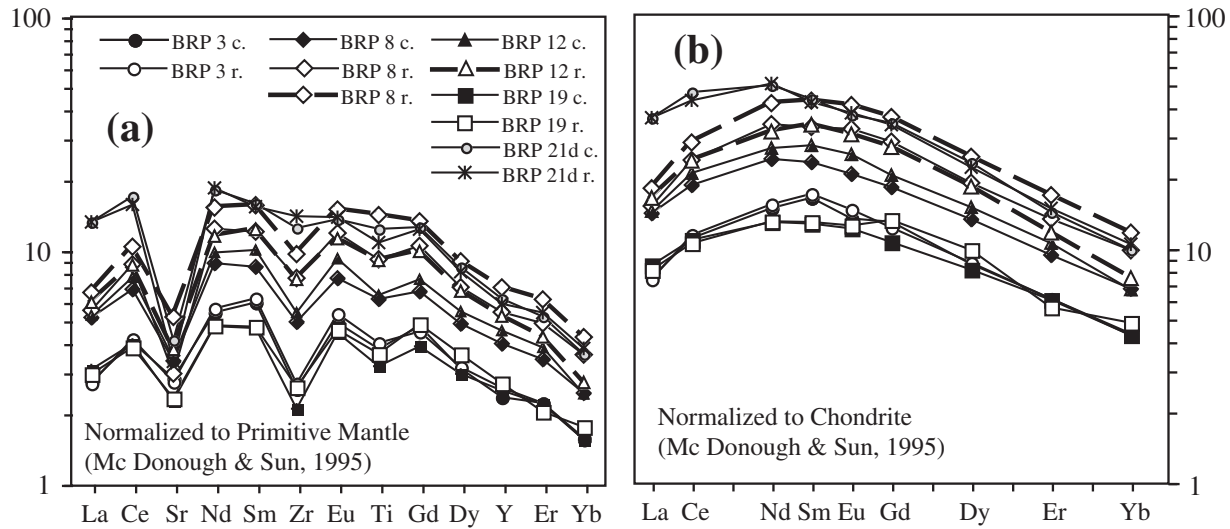 100
10
1
(a)
BRP 3 c.
BRP 3 r.
BRP 8 c.
BRP 8 r.
BRP 8 r.
BRP 12 c.
BRP 12 r.
BRP 19 c.
BRP 19 r.
BRP 21d c.
BRP 21d r.
Normalized to Primitive Mantle
(Mc Donough & Sun, 1995)
La Ce Sr Nd Sm Zr Eu Ti Gd Dy Y Er Yb
(b)
100
10
1
Normalized to Chondrite
(Mc Donough & Sun, 1995)
La Ce Nd Sm Eu Gd Dy Er Yb